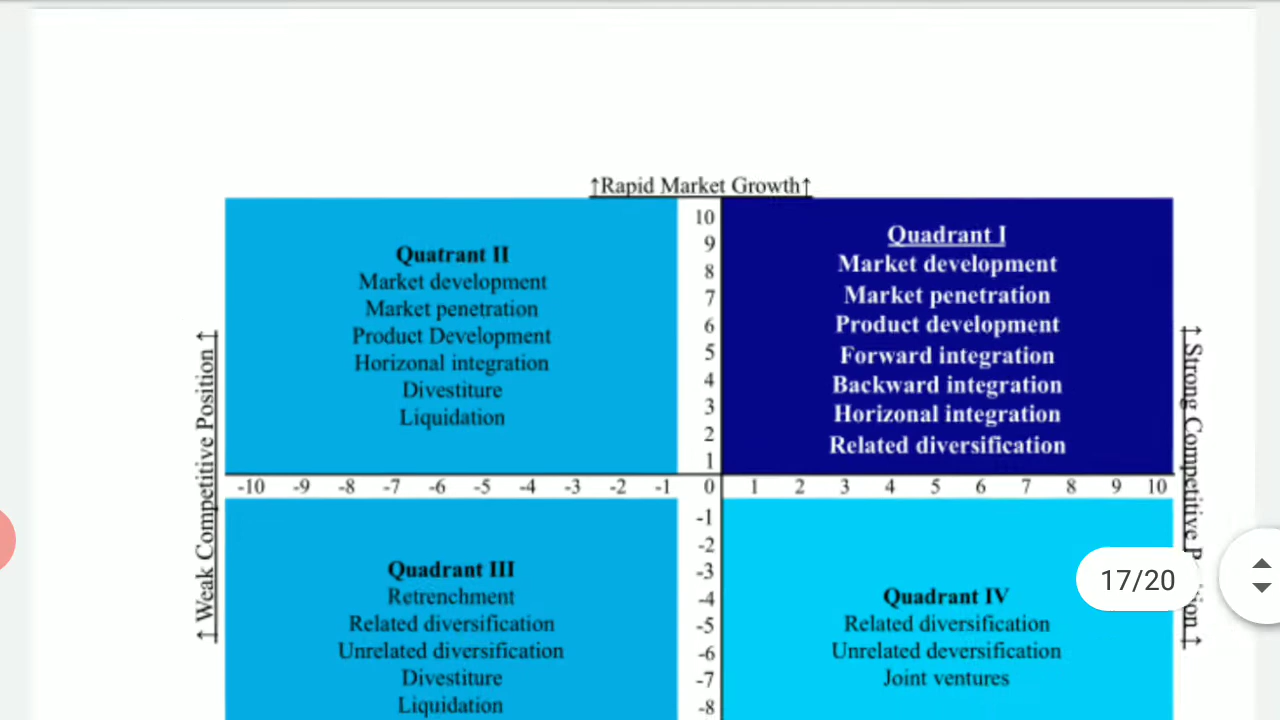 ↑Rapid Market Growth↑
Quatrant II
Market development
Market penetration
Product Development
Horizonal integration
Divestiture
Liquidation
10
9
8
7
6
5
4
3
2
1
Quadrant I
Market development
Market penetration
Product development
Forward integration
Backward integration
Horizonal integration
Related diversification
↑ Weak Competitive Position ↑
↑ Strong Competitive P tion ↑
-10 -9 -8 -7 -6 -5 -4 -3 -2 -1 0 1 2 3 4 5 6 7 8 9 10
Quadrant III
Retrenchment
Related diversification
Unrelated diversification
Divestiture
Liquidation
-1
-2
-3
-4
-5
-6
-7
-8
Quadrant IV
Related diversification
Unrelated deversification
Joint ventures
17/20